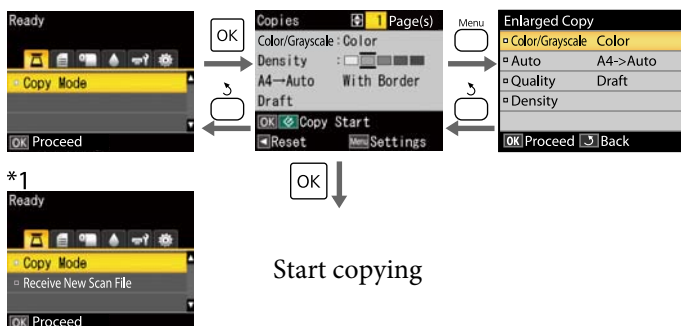 Ready
Copy Mode
OK Proceed
OK
Copies 1 Page(s)
Color/Grayscale : Color
Density :
A4→Auto With Border
Draft
OK Copy Start
Reset Menu Settings
Menu
Enlarged Copy
Color/Grayscale Color
Auto A4->Auto
Quality Draft
Density
OK Proceed Back
*1
Ready
Copy Mode
Receive New Scan File
OK Proceed
OK
Start copying